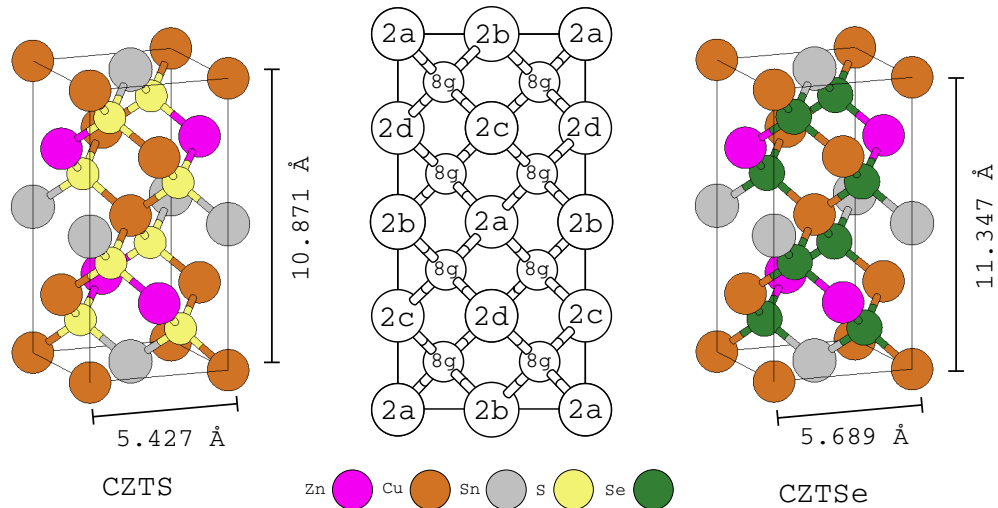 2a 2b 2a
8g 8g
2d 2c 2d
8g 8g
2b 2a 2b
8g 8g
2c 2d 2c
8g 8g
2a 2b 2a
10.871 Å
5.427 Å
CZTS
11.347 Å
5.689 Å
CZTSe
Zn Cu Sn S Se